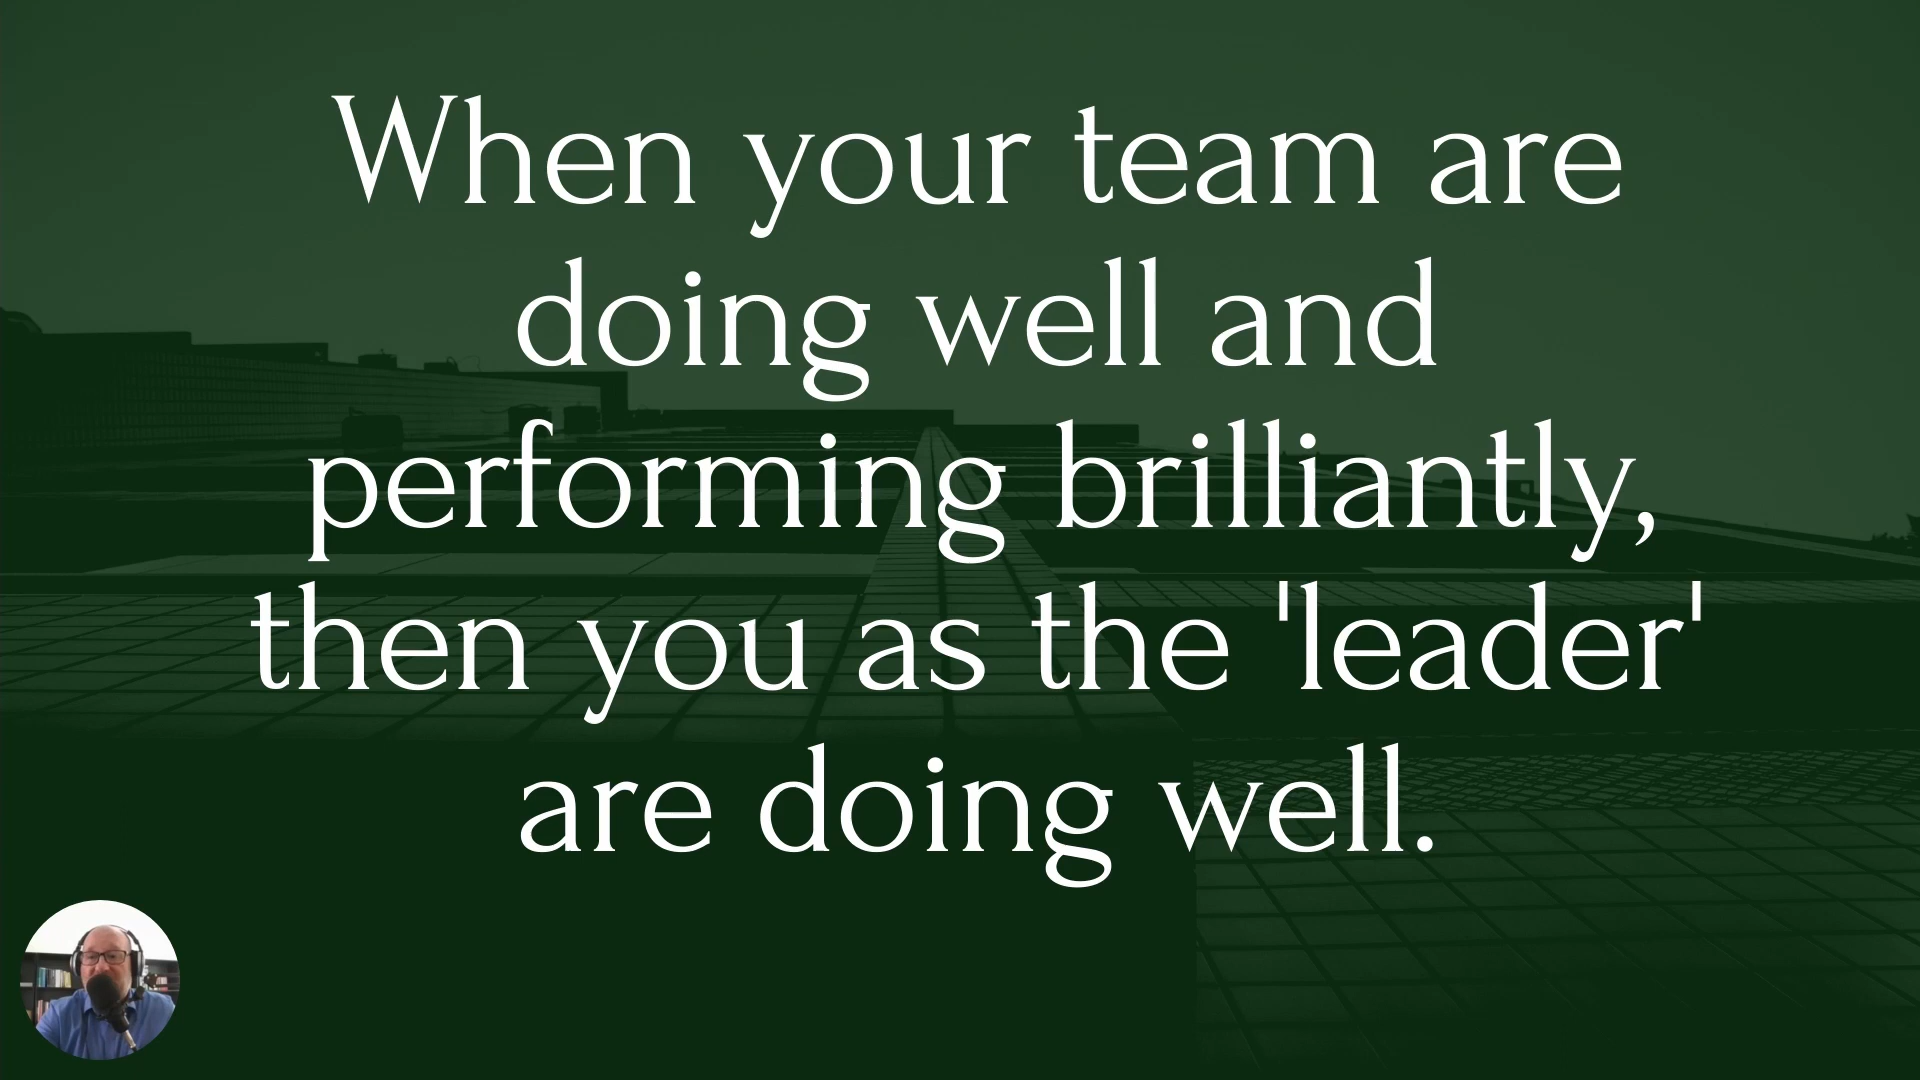 When your team are
doing well and
performing brilliantly,
then you as the 'leader'
are doing well.